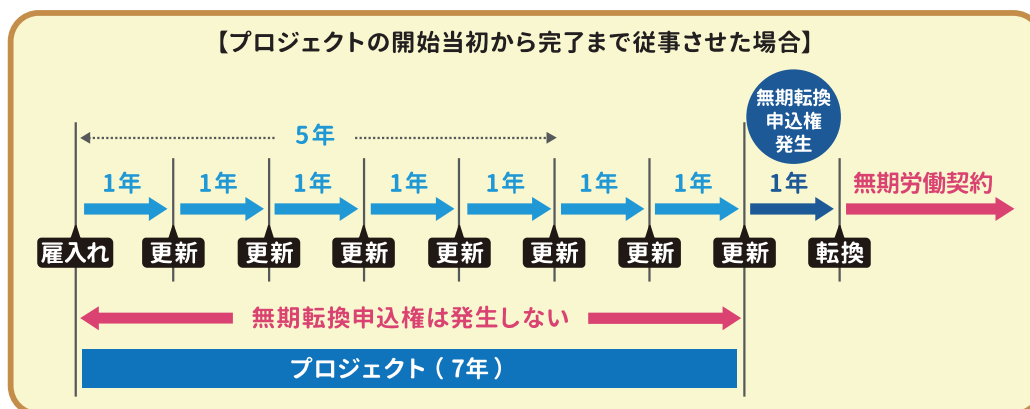 【プロジェクトの開始当初から完了まで従事させた場合】
無期転換
申込権
発生
5年
1年 1年 1年 1年 1年 1年 1年 1年 無期労働契約
雇入れ 更新 更新 更新 更新 更新 更新 更新 転換
無期転換申込権は発生しない
プロジェクト（7年）